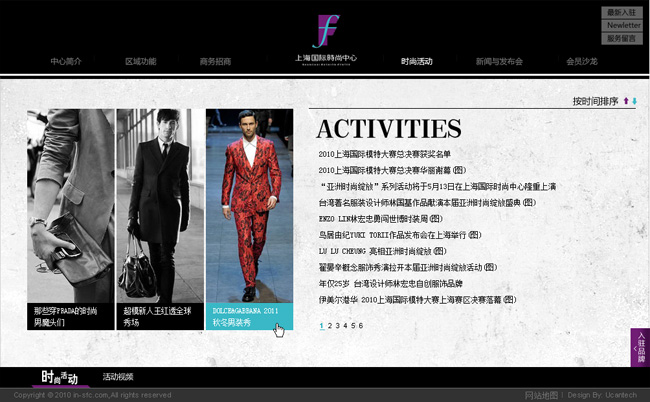 最新入驻
Newletter
服务留言
f
上海国际時尚中心
中心简介
区域功能
商务招商
时尚活动
新闻与发布会
会员沙龙
按时间排序
ACTIVITIES
2010上海国际模特大赛总决赛获奖名单
2010上海国际模特大赛总决赛华丽谢幕(图)
“亚洲时尚绽放”系列活动将于5月13日在上海国际时尚中心隆重上演
台湾著名服装设计师林国基作品献演本届亚洲时尚绽放盛典(图)
ENZO LIN林宏忠勇闯世博时装周(图)
鸟居由纪YUKI TORII作品发布会在上海举行(图)
LU LU CHEUNG 亮相亚洲时尚绽放(图)
翟晏辛概念服饰秀演拉开本届亚洲时尚绽放活动(图)
年仅25岁 台湾设计师林宏忠自创服饰品牌
伊美尔港华 2010上海国际模特大赛上海赛区决赛落幕(图)
1 2 3 4 5 6
那些穿PRADA的时尚
男魔头们
超模新人王红透全球
秀场
DOLCE&GABBANA 2011
秋冬男装秀
入驻品牌
时尚活动
活动视频
Copyright © 2010 in-sfc.com,All rights reserved
网站地图 | Design By: Ucantech